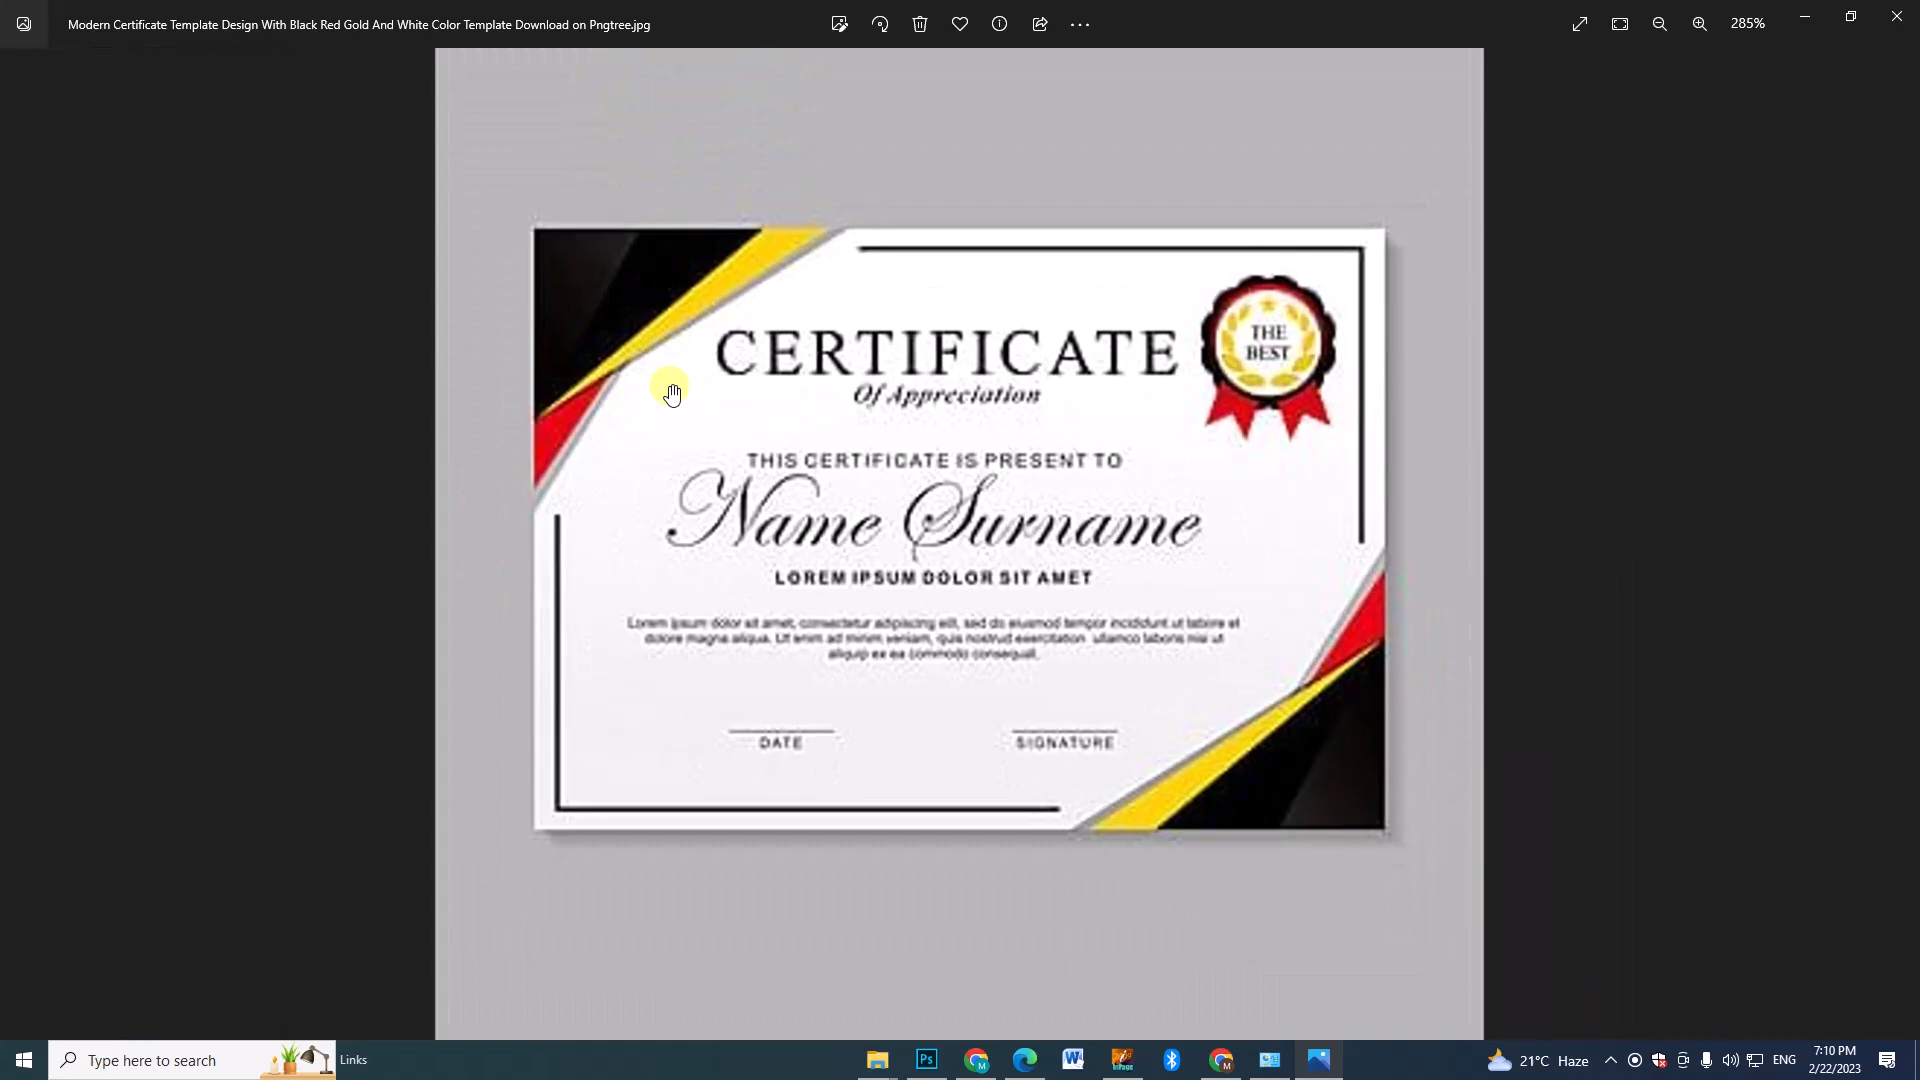 Modern Certificate Template Design With Black Red Gold And White Color Template Download on Pngtree.jpg
285%
CERTIFICATE
Of Appreciation
THE
BEST
THIS CERTIFICATE IS PRESENT TO
Name Surname
LOREM IPSUM DOLOR SIT AMET
Lorem ipsum dolor sit amet, consectetur adipiscing elit, sed do eiusmod tempor incididunt ut labore et
dolore magna aliqua. Ut enim ad minim veniam, quis nostrud exercitation ullamco laboris nisi ut
aliquip ex ea commodo consequat.
DATE
SIGNATURE
Type here to search
Links
Ps
M
W
M
21°C Haze
ENG
7:10 PM
2/22/2023